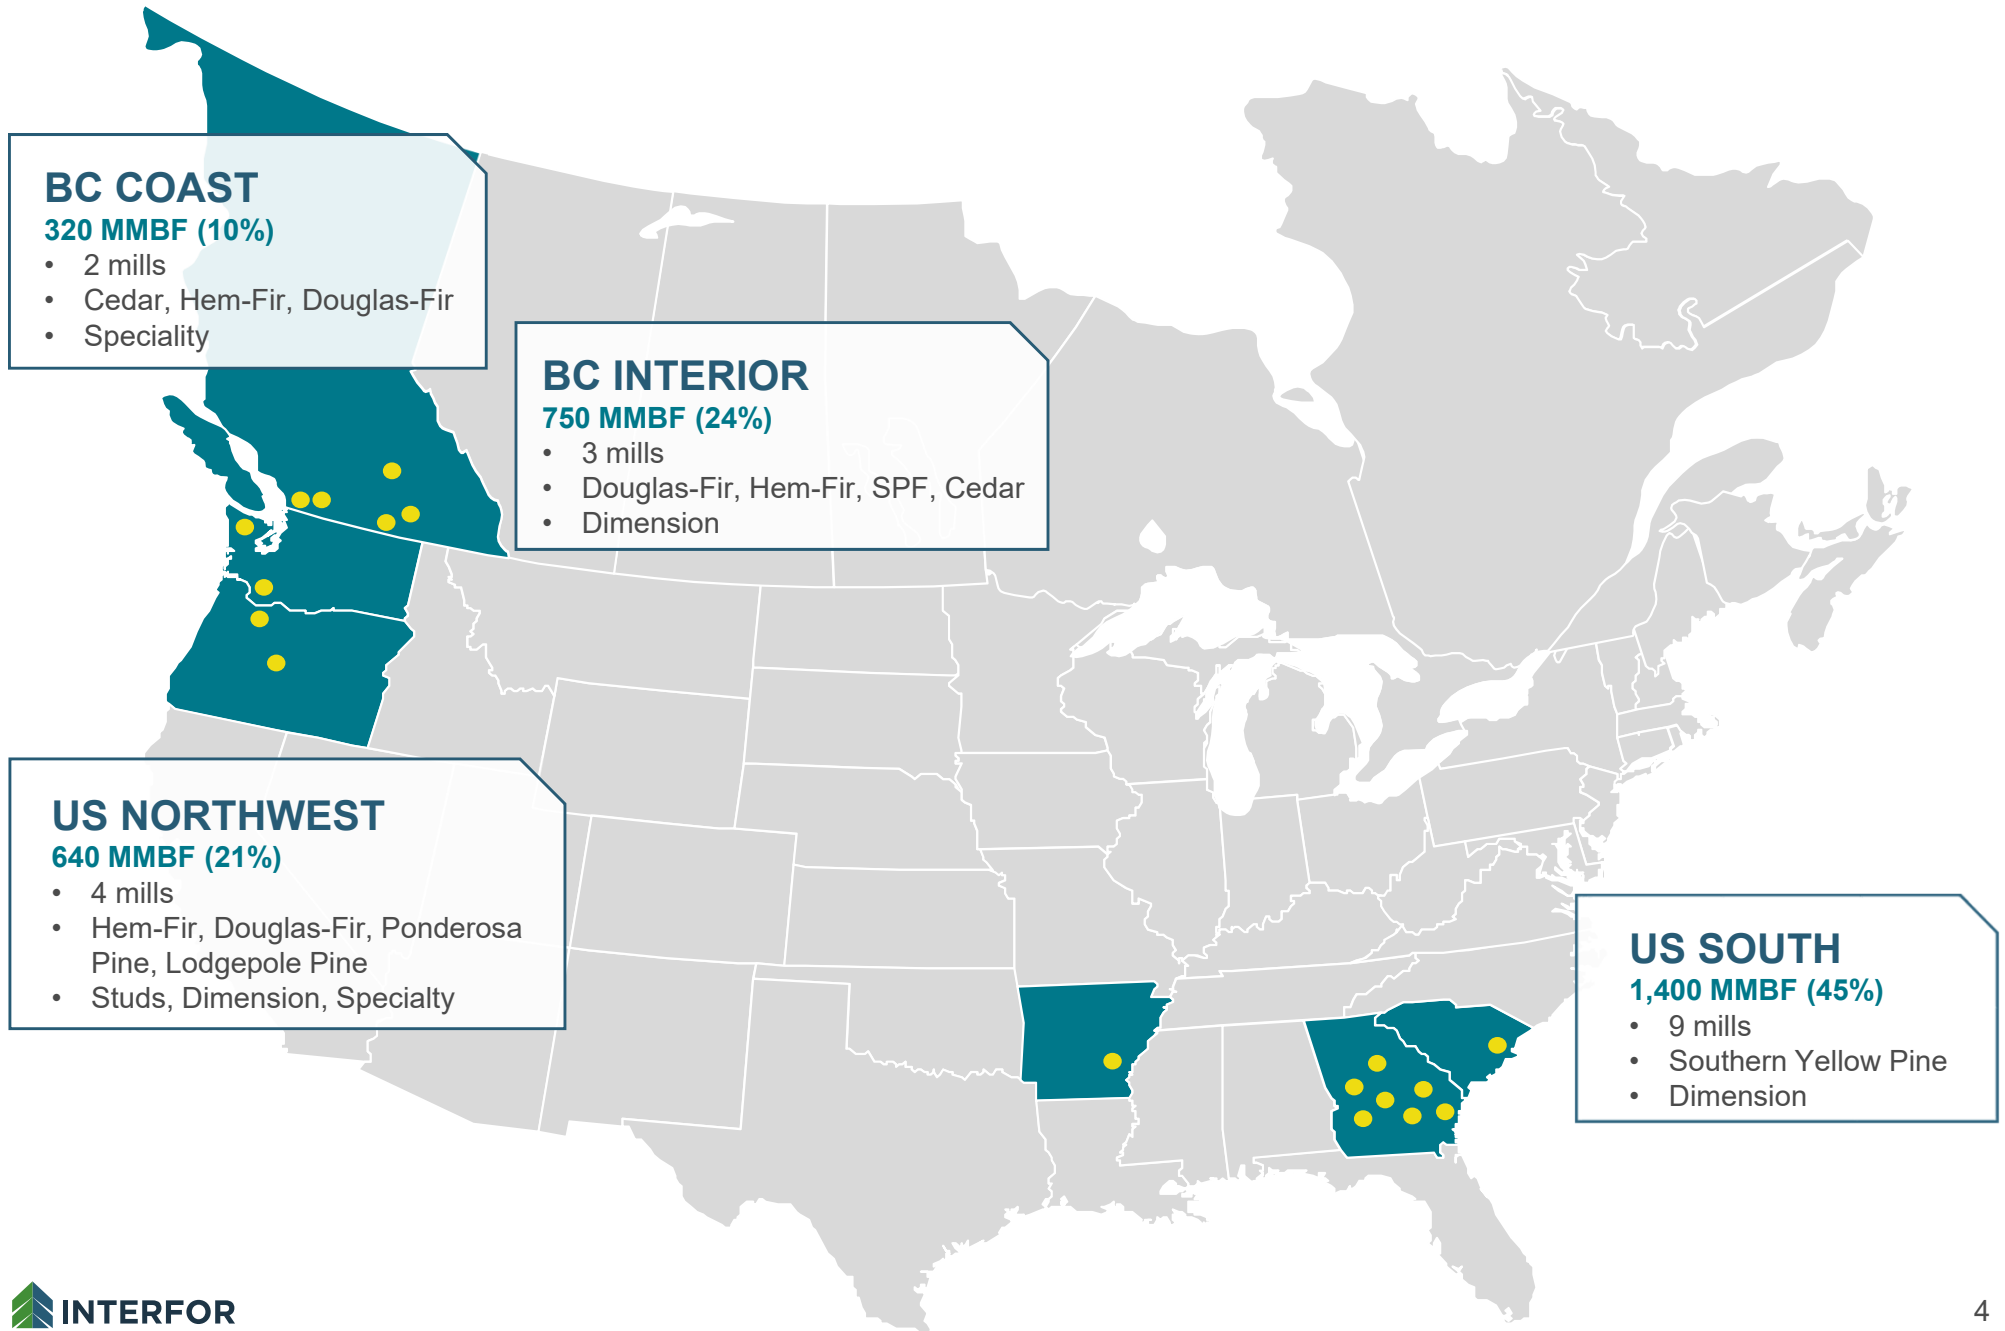 BC COAST
320 MMBF (10%)
• 2 mills
• Cedar, Hem-Fir, Douglas-Fir
• Speciality
BC INTERIOR
750 MMBF (24%)
• 3 mills
• Douglas-Fir, Hem-Fir, SPF, Cedar
• Dimension
US NORTHWEST
640 MMBF (21%)
• 4 mills
• Hem-Fir, Douglas-Fir, Ponderosa
Pine, Lodgepole Pine
• Studs, Dimension, Specialty
US SOUTH
1,400 MMBF (45%)
• 9 mills
• Southern Yellow Pine
• Dimension
INTERFOR
4